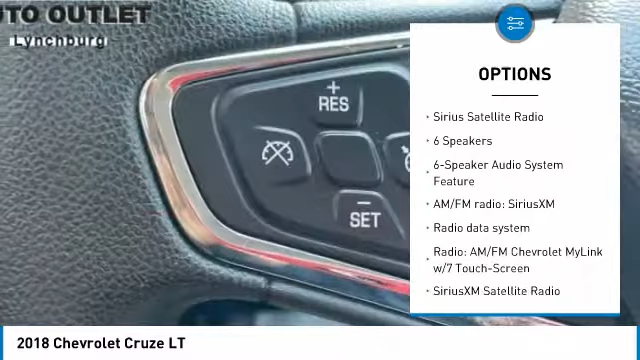 UTO OUTLET
Lynchburg
+
RES
SET
OPTIONS
Sirius Satellite Radio
6 Speakers
6-Speaker Audio System
Feature
AM/FM radio: SiriusXM
Radio data system
Radio: AM/FM Chevrolet MyLink
w/7 Touch-Screen
SiriusXM Satellite Radio
2018 Chevrolet Cruze LT